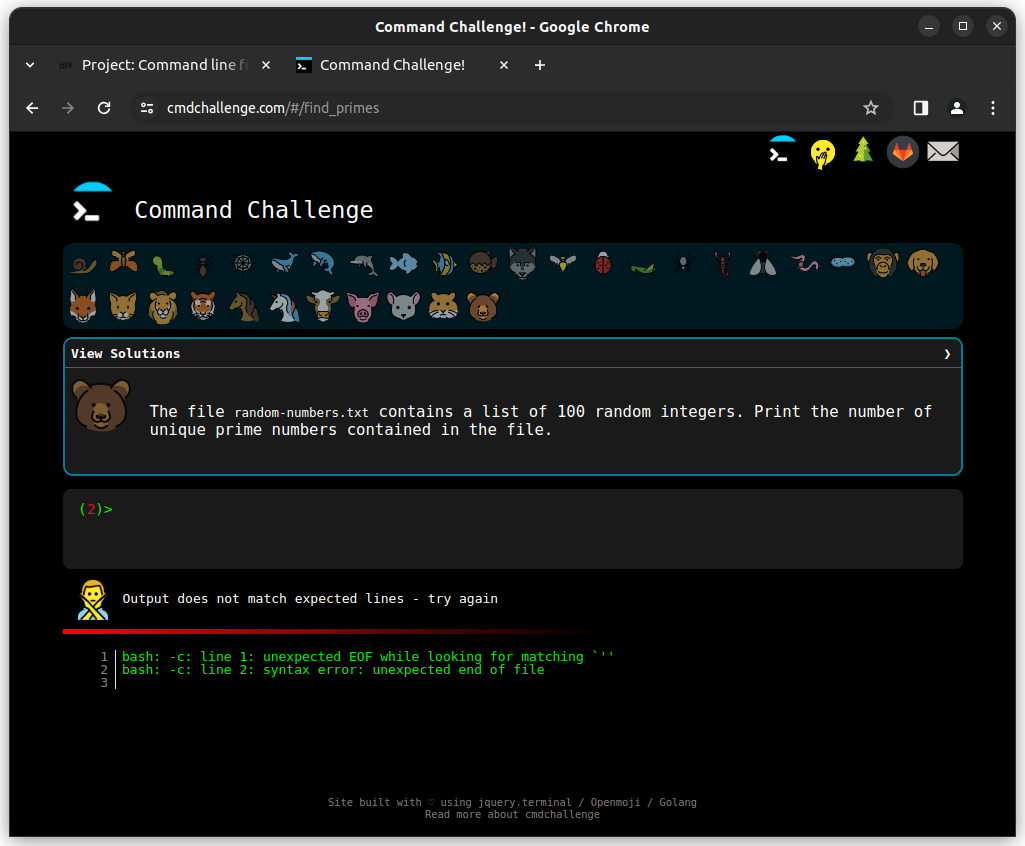 Command Challenge! - Google Chrome
Project: Command line fo
Command Challenge!
cmdchallenge.com/#/find_primes
Command Challenge
View Solutions
The file random-numbers.txt contains a list of 100 random integers. Print the number of
unique prime numbers contained in the file.
(2)>
Output does not match expected lines - try again
1 bash: -c: line 1: unexpected EOF while looking for matching `''
2 bash: -c: line 2: syntax error: unexpected end of file
3
Site built with ♡ using jquery.terminal / Openmoji / Golang
Read more about cmdchallenge